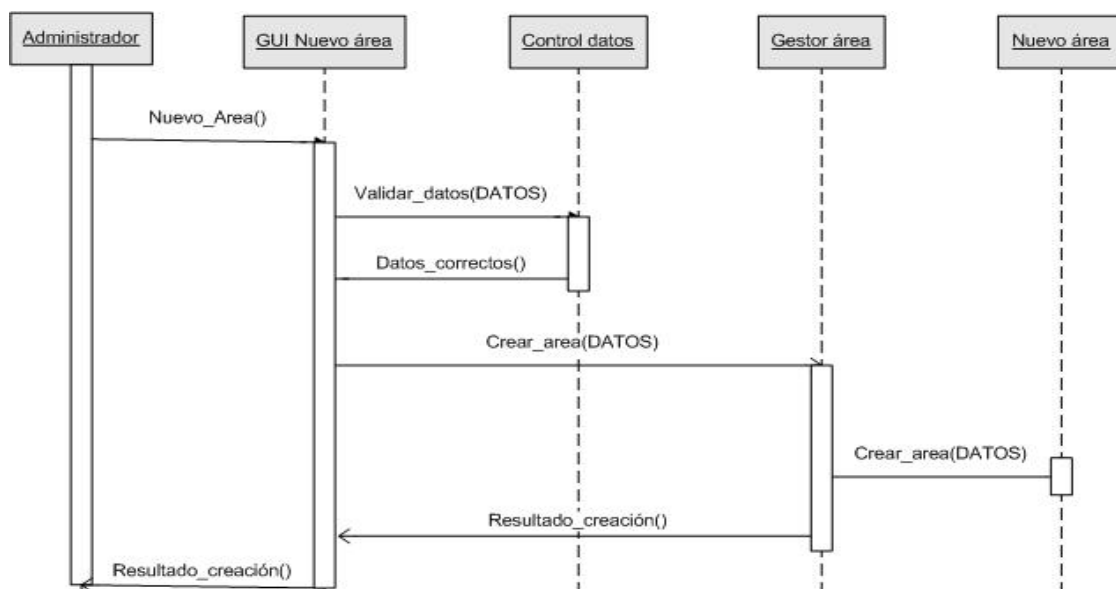 Administrador
GUI Nuevo área
Control datos
Gestor área
Nuevo área
Nuevo_Area()
Validar_datos(DATOS)
Datos_correctos()
Crear_area(DATOS)
Crear_area(DATOS)
Resultado_creación()
Resultado_creación()